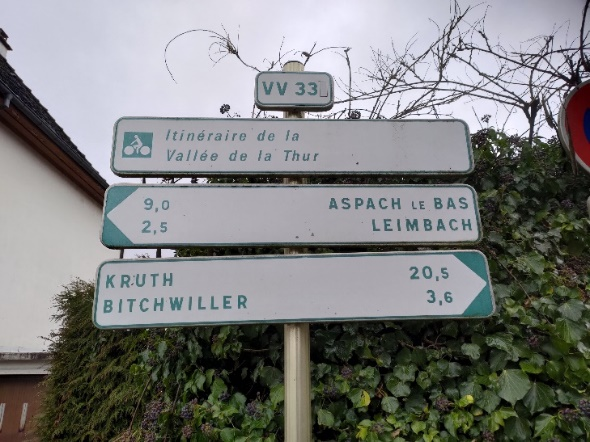 VV 33
Itinéraire de la
Vallée de la Thur
9,0 ASPACH LE BAS
2,5 LEIMBACH
KRUTH 20,5
BITCHWILLER 3,6